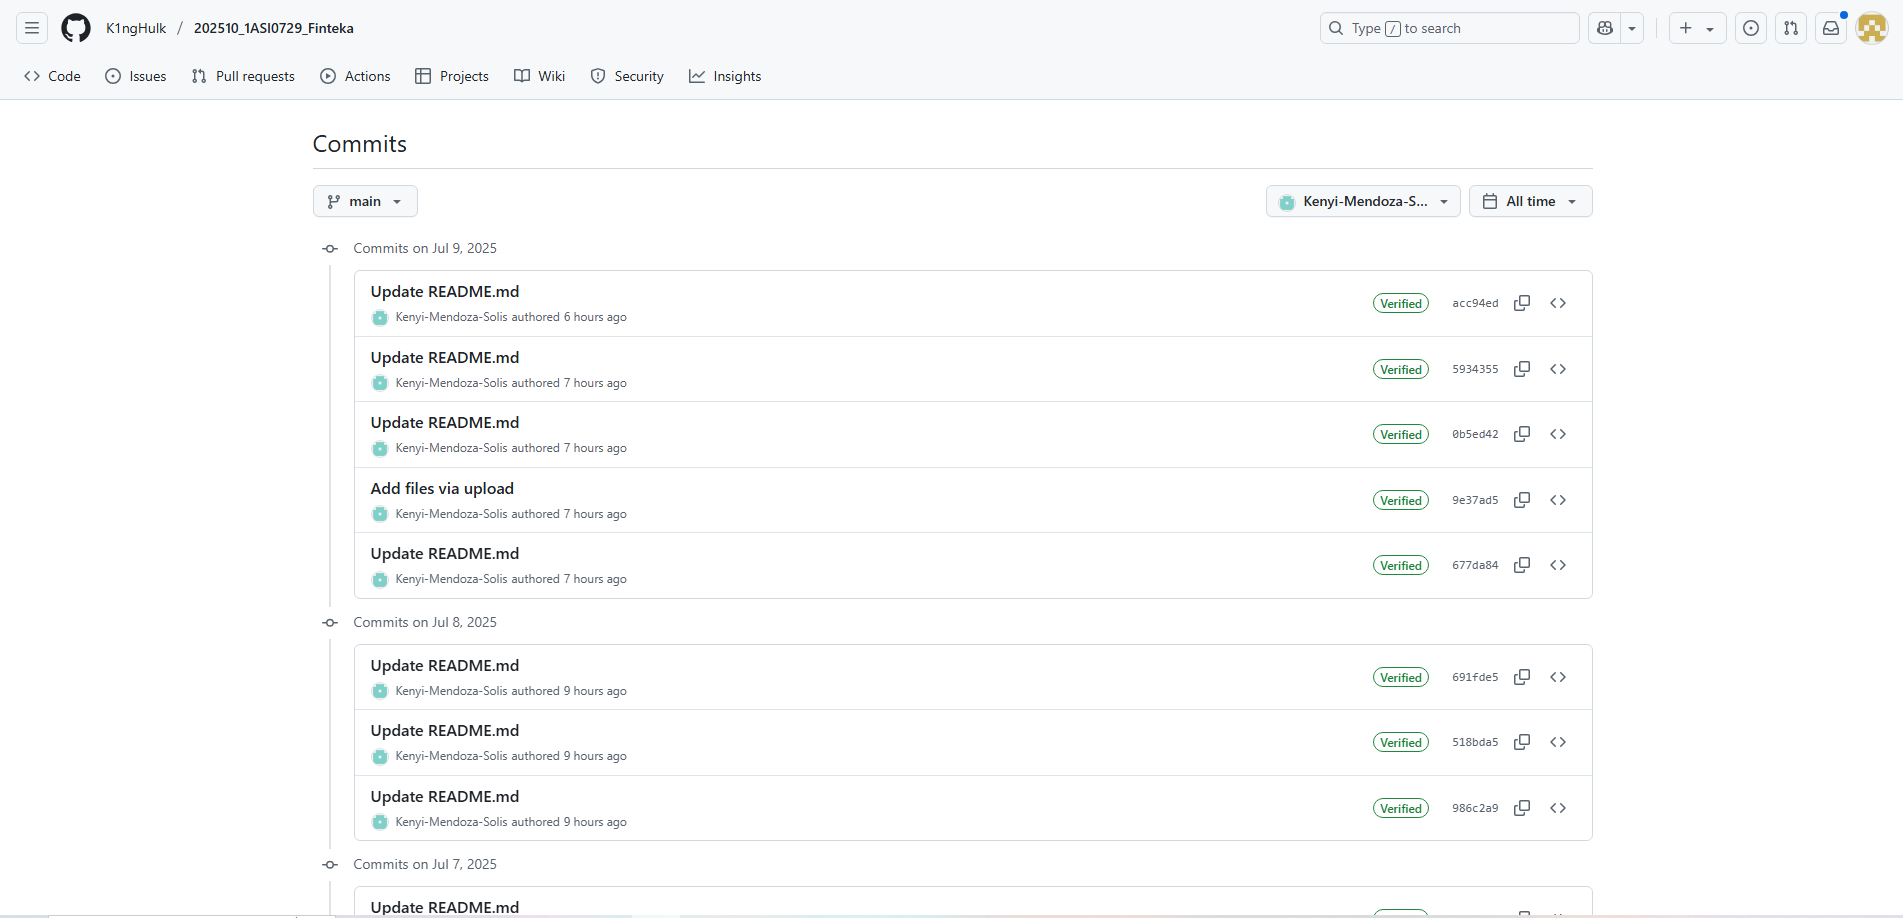 K1ngHulk / 202510_1ASI0729_Finteka
Type / to search
Code Issues Pull requests Actions Projects Wiki Security Insights
Commits
main
Kenyi-Mendoza-S... All time
Commits on Jul 9, 2025
Update README.md
Kenyi-Mendoza-Solis authored 6 hours ago
Verified acc94ed
Update README.md
Kenyi-Mendoza-Solis authored 7 hours ago
Verified 5934355
Update README.md
Kenyi-Mendoza-Solis authored 7 hours ago
Verified 0b5ed42
Add files via upload
Kenyi-Mendoza-Solis authored 7 hours ago
Verified 9e37ad5
Update README.md
Kenyi-Mendoza-Solis authored 7 hours ago
Verified 677da84
Commits on Jul 8, 2025
Update README.md
Kenyi-Mendoza-Solis authored 9 hours ago
Verified 691fde5
Update README.md
Kenyi-Mendoza-Solis authored 9 hours ago
Verified 518bda5
Update README.md
Kenyi-Mendoza-Solis authored 9 hours ago
Verified 986c2a9
Commits on Jul 7, 2025
Update README.md